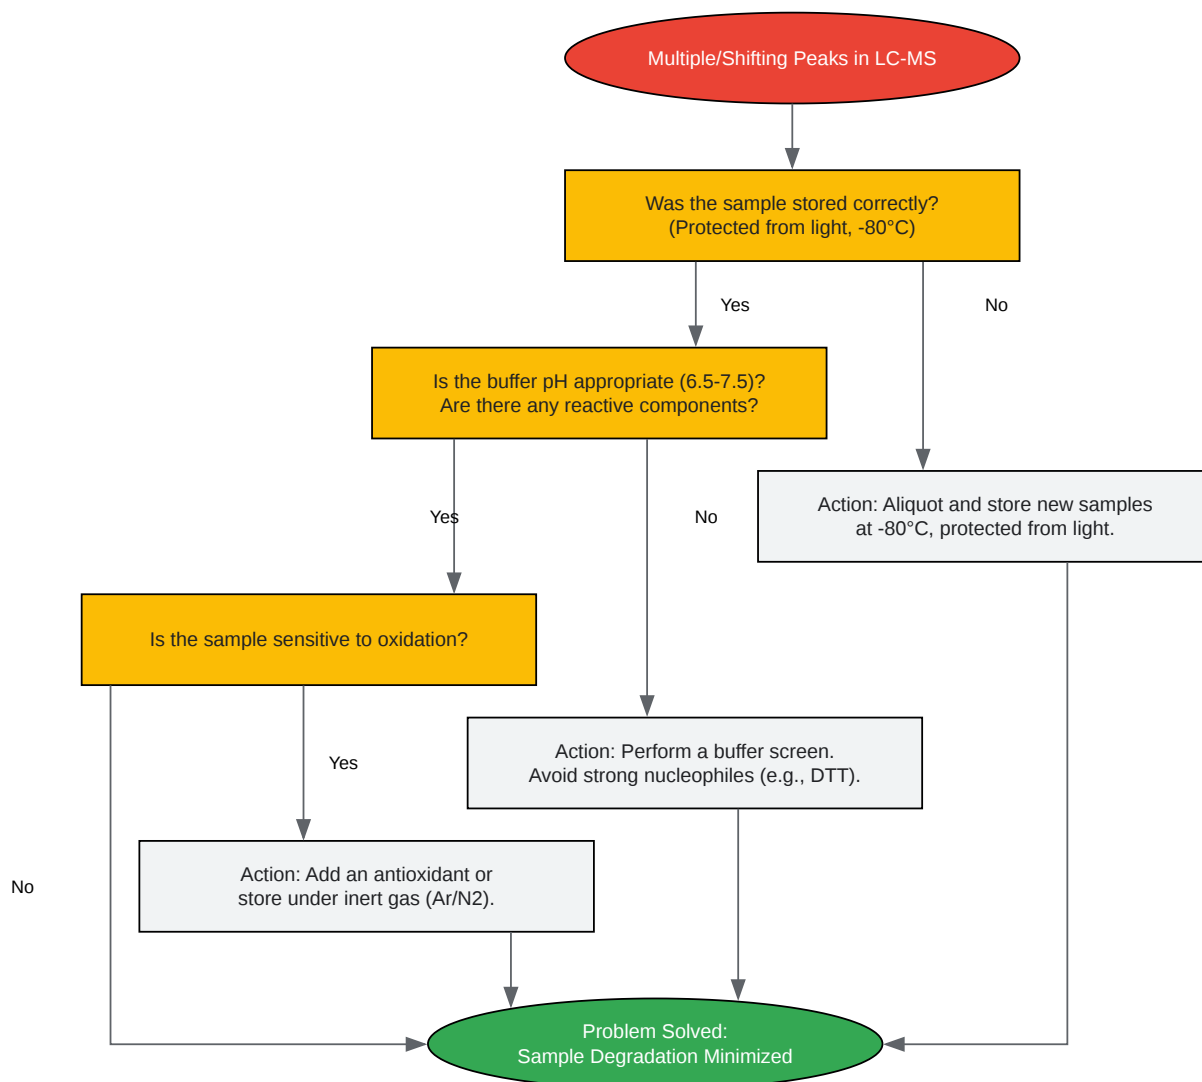 Multiple/Shifting Peaks in LC-MS
Was the sample stored correctly?
(Protected from light, -80°C)
Yes
No
Is the buffer pH appropriate (6.5-7.5)?
Are there any reactive components?
Action: Aliquot and store new samples
at -80°C, protected from light.
Yes
No
Is the sample sensitive to oxidation?
Action: Perform a buffer screen.
Avoid strong nucleophiles (e.g., DTT).
Yes
Action: Add an antioxidant or
store under inert gas (Ar/N2).
No
Problem Solved:
Sample Degradation Minimized